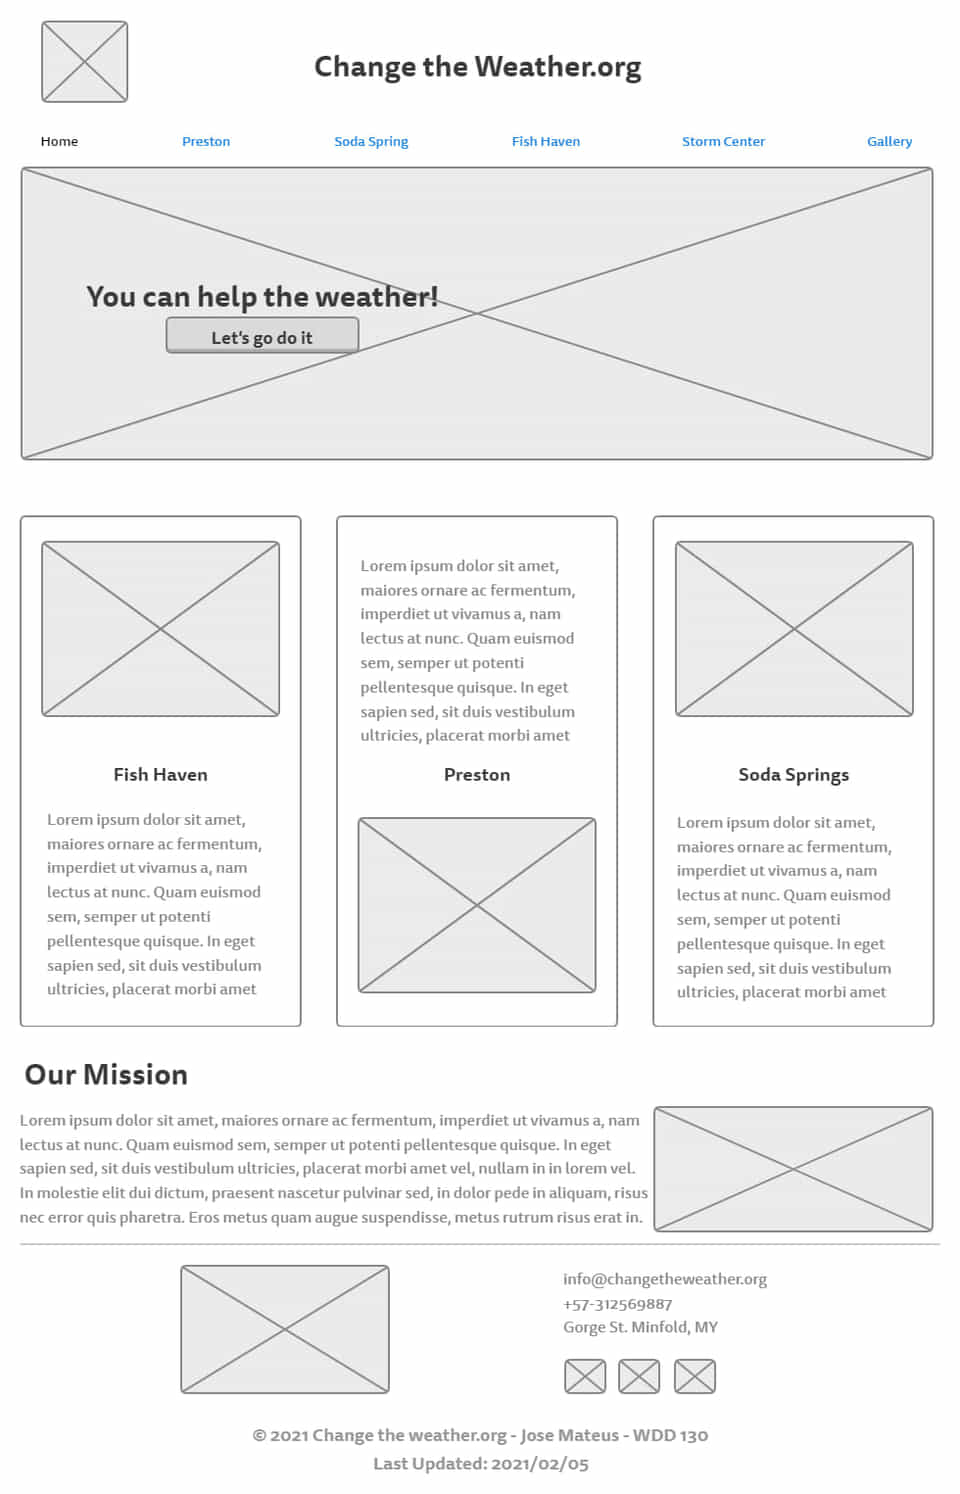 Change the Weather.org
Home Preston Soda Spring Fish Haven Storm Center Gallery
You can help the weather!
Let's go do it
Fish Haven
Lorem ipsum dolor sit amet,
maiores ornare ac fermentum,
imperdiet ut vivamus a, nam
lectus at nunc. Quam euismod
sem, semper ut potenti
pellentesque quisque. In eget
sapien sed, sit duis vestibulum
ultricies, placerat morbi amet
Lorem ipsum dolor sit amet,
maiores ornare ac fermentum,
imperdiet ut vivamus a, nam
lectus at nunc. Quam euismod
sem, semper ut potenti
pellentesque quisque. In eget
sapien sed, sit duis vestibulum
ultricies, placerat morbi amet
Preston
Soda Springs
Lorem ipsum dolor sit amet,
maiores ornare ac fermentum,
imperdiet ut vivamus a, nam
lectus at nunc. Quam euismod
sem, semper ut potenti
pellentesque quisque. In eget
sapien sed, sit duis vestibulum
ultricies, placerat morbi amet
Our Mission
Lorem ipsum dolor sit amet, maiores ornare ac fermentum, imperdiet ut vivamus a, nam
lectus at nunc. Quam euismod sem, semper ut potenti pellentesque quisque. In eget
sapien sed, sit duis vestibulum ultricies, placerat morbi amet vel, nullam in in lorem vel.
In molestie elit dui dictum, praesent nascetur pulvinar sed, in dolor pede in aliquam, risus
nec error quis pharetra. Eros metus quam augue suspendisse, metus rutrum risus erat in.
info@changetheweather.org
+57-312569887
Gorge St. Minfold, MY
© 2021 Change the weather.org - Jose Mateus - WDD 130
Last Updated: 2021/02/05